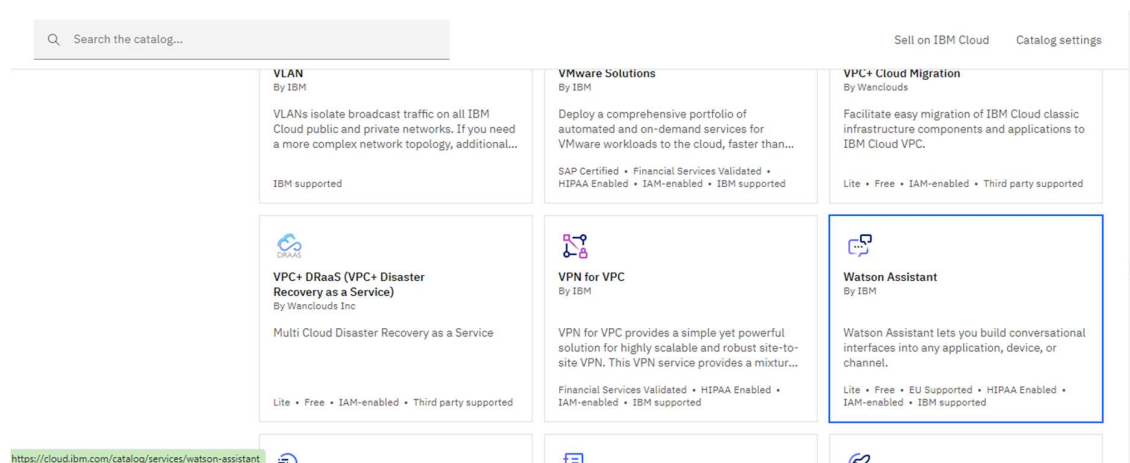 Search the catalog...
Sell on IBM Cloud
Catalog settings
VLAN
By IBM
VLANs isolate broadcast traffic on all IBM
Cloud public and private networks. If you need
a more complex network topology, additional...
IBM supported
VMware Solutions
By IBM
Deploy a comprehensive portfolio of
automated and on-demand services for
VMware workloads to the cloud, faster than...
SAP Certified • Financial Services Validated •
HIPAA Enabled • IAM-enabled • IBM supported
VPC+ Cloud Migration
By Wanclouds
Facilitate easy migration of IBM Cloud classic
infrastructure components and applications to
IBM Cloud VPC.
Lite • Free • IAM-enabled • Third party supported
DRAAS
VPC+ DRaaS (VPC+ Disaster
Recovery as a Service)
By Wanclouds Inc
Multi Cloud Disaster Recovery as a Service
Lite • Free • IAM-enabled • Third party supported
VPN for VPC
By IBM
VPN for VPC provides a simple yet powerful
solution for highly scalable and robust site-to-
site VPN. This VPN service provides a mixtur...
Financial Services Validated • HIPAA Enabled •
IAM-enabled • IBM supported
Watson Assistant
By IBM
Watson Assistant lets you build conversational
interfaces into any application, device, or
channel.
Lite • Free • EU Supported • HIPAA Enabled •
IAM-enabled • IBM supported
https://cloud.ibm.com/catalog/services/watson-assistant